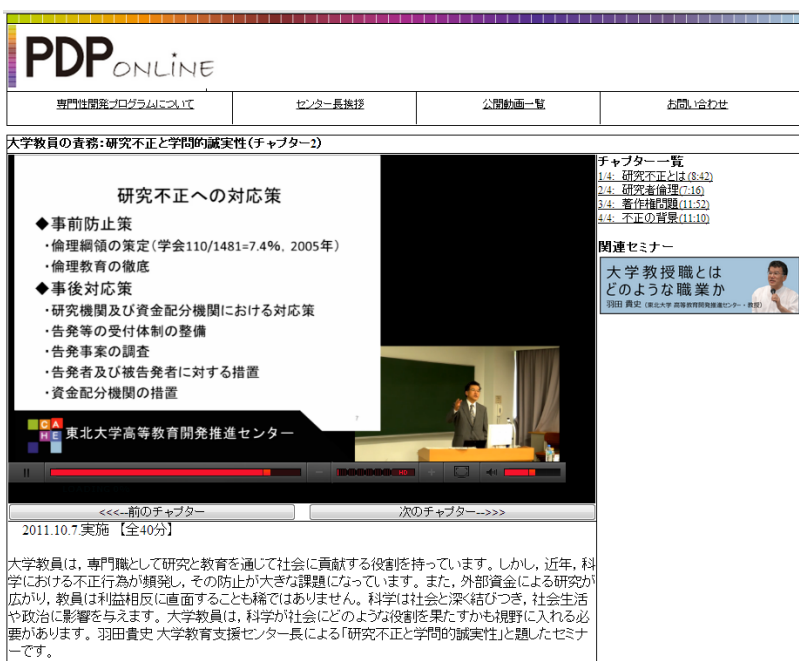 PDPONLINE
専門性開発プログラムについて
センター長挨拶
公開動画一覧
お問い合わせ
大学教員の責務:研究不正と学問的誠実性(チャプター2)
研究不正への対応策
◆事前防止策
・倫理綱領の策定(学会110/1481=7.4%, 2005年)
・倫理教育の徹底
◆事後対応策
・研究機関及び資金配分機関における対応策
・告発等の受付体制の整備
・告発事案の調査
・告発者及び被告発者に対する措置
・資金配分機関の措置
7
CAHE
東北大学高等教育開発推進センター
HD
<<<--前のチャプター
次のチャプター-->>>
チャプター一覧
1/4: 研究不正とは(8:42)
2/4: 研究者倫理(7:16)
3/4: 著作権問題(11:52)
4/4: 不正の背景(11:10)
関連セミナー
大学教授職とは
どのような職業か
羽田 貴史 (東北大学 高等教育開発推進センター・教授)
2011.10.7.実施 【全40分】
大学教員は, 専門職として研究と教育を通じて社会に貢献する役割を持っています。しかし, 近年, 科
学における不正行為が頻発し, その防止が大きな課題になっています。また, 外部資金による研究が
広がり, 教員は利益相反に直面することも稀ではありません。科学は社会と深く結びつき, 社会生活
や政治に影響を与えます。大学教員は, 科学が社会にどのような役割を果たすかも視野に入れる必
要があります。羽田貴史 大学教育支援センター長による「研究不正と学問的誠実性」と題したセミナ
ーです。